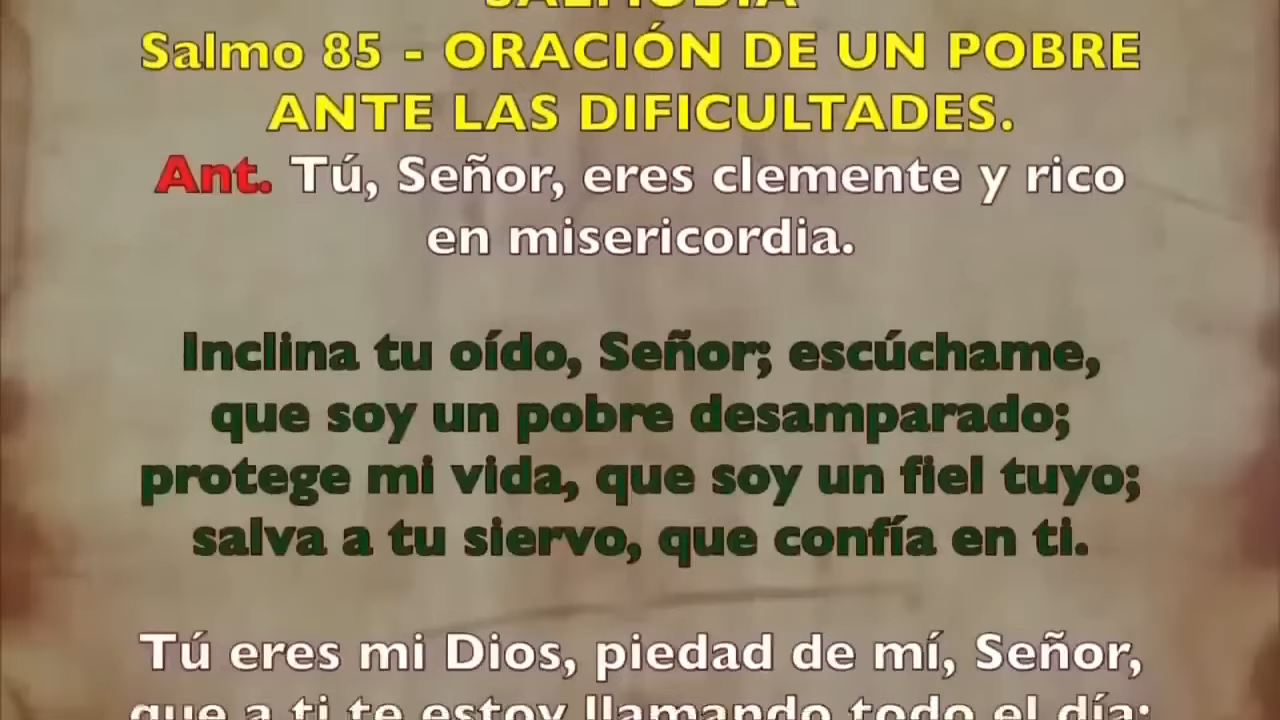 SALMODIA
Salmo 85 - ORACIÓN DE UN POBRE
ANTE LAS DIFICULTADES.
Ant. Tú, Señor, eres clemente y rico
en misericordia.
Inclina tu oído, Señor; escúchame,
que soy un pobre desamparado;
protege mi vida, que soy un fiel tuyo;
salva a tu siervo, que confía en ti.
Tú eres mi Dios, piedad de mí, Señor,
que a ti te estoy llamando todo el día;